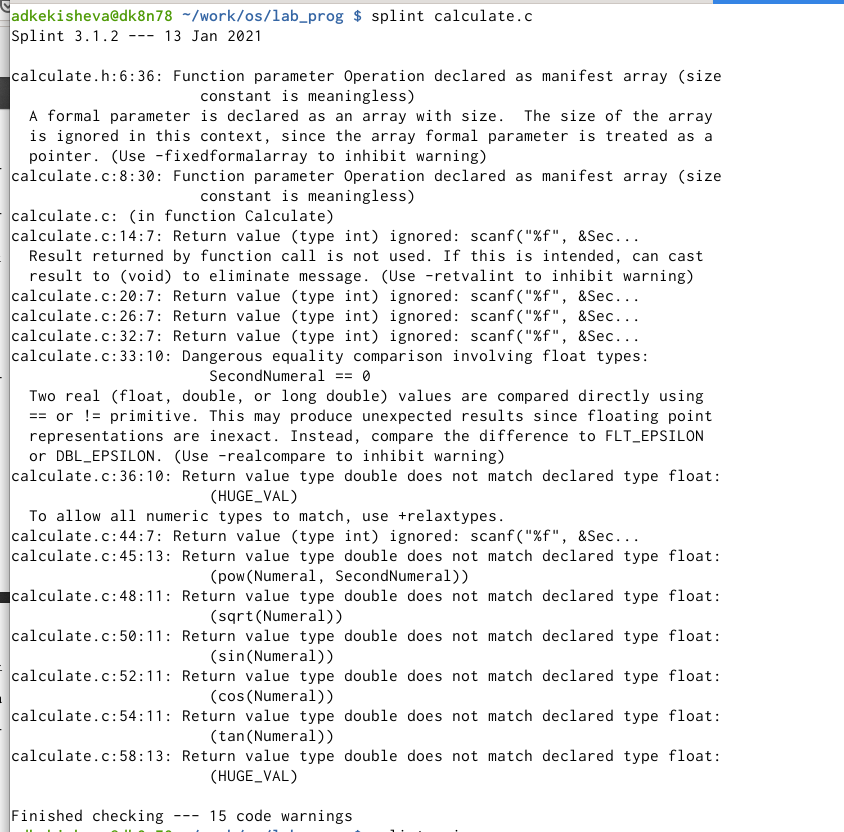 adkekisheva@dk8n78 ~/work/os/lab_prog $ splint calculate.c
Splint 3.1.2 --- 13 Jan 2021
calculate.h:6:36: Function parameter Operation declared as manifest array (size
constant is meaningless)
A formal parameter is declared as an array with size.  The size of the array
is ignored in this context, since the array formal parameter is treated as a
pointer. (Use -fixedformalarray to inhibit warning)
calculate.c:8:30: Function parameter Operation declared as manifest array (size
constant is meaningless)
calculate.c: (in function Calculate)
calculate.c:14:7: Return value (type int) ignored: scanf("%f", &Sec...
Result returned by function call is not used. If this is intended, can cast
result to (void) to eliminate message. (Use -retvalint to inhibit warning)
calculate.c:20:7: Return value (type int) ignored: scanf("%f", &Sec...
calculate.c:26:7: Return value (type int) ignored: scanf("%f", &Sec...
calculate.c:32:7: Return value (type int) ignored: scanf("%f", &Sec...
calculate.c:33:10: Dangerous equality comparison involving float types:
SecondNumeral == 0
Two real (float, double, or long double) values are compared directly using
== or != primitive. This may produce unexpected results since floating point
representations are inexact. Instead, compare the difference to FLT_EPSILON
or DBL_EPSILON. (Use -realcompare to inhibit warning)
calculate.c:36:10: Return value type double does not match declared type float:
(HUGE_VAL)
To allow all numeric types to match, use +relaxtypes.
calculate.c:44:7: Return value (type int) ignored: scanf("%f", &Sec...
calculate.c:45:13: Return value type double does not match declared type float:
(pow(Numeral, SecondNumeral))
calculate.c:48:11: Return value type double does not match declared type float:
(sqrt(Numeral))
calculate.c:50:11: Return value type double does not match declared type float:
(sin(Numeral))
calculate.c:52:11: Return value type double does not match declared type float:
(cos(Numeral))
calculate.c:54:11: Return value type double does not match declared type float:
(tan(Numeral))
calculate.c:58:13: Return value type double does not match declared type float:
(HUGE_VAL)
Finished checking --- 15 code warnings